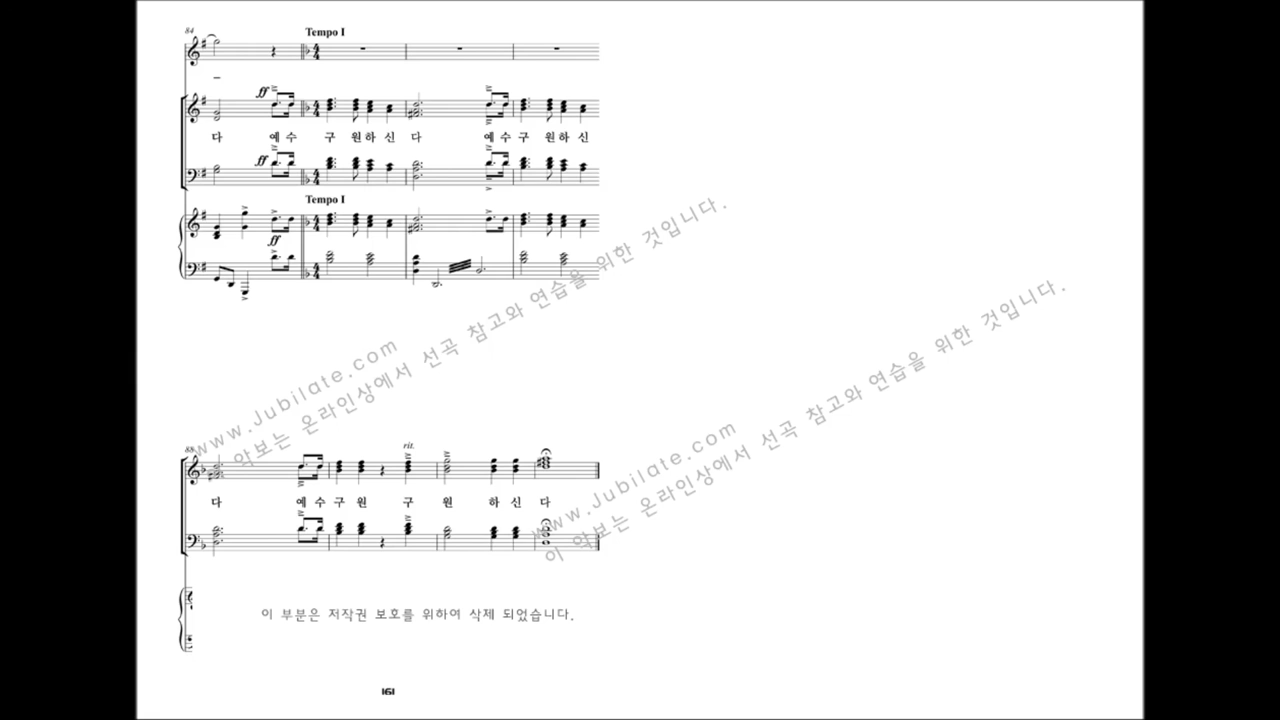 84
Tempo I
ff
다 예 수 구 원 하 신 다 예 수 구 원 하 신
ff
Tempo I
ff
www.Jubilate.com
이 악보는 온라인상에서 선곡 참고와 연습을 위한 것입니다.
www.Jubilate.com
이 악보는 온라인상에서 선곡 참고와 연습을 위한 것입니다.
88
rit.
다 예 수 구 원 구 원 하 신 다
이 부분은 저작권 보호를 위하여 삭제 되었습니다.
161